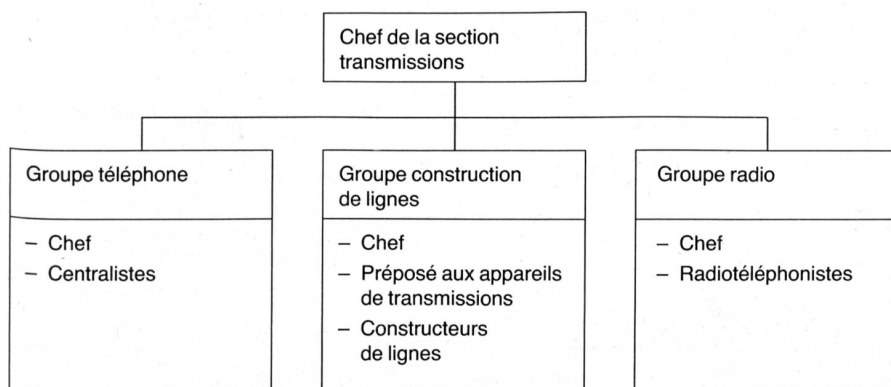 Chef de la section
transmissions
Groupe téléphone
– Chef
– Centralistes
Groupe construction
de lignes
– Chef
– Préposé aux appareils
de transmissions
– Constructeurs
de lignes
Groupe radio
– Chef
– Radiotéléphonistes